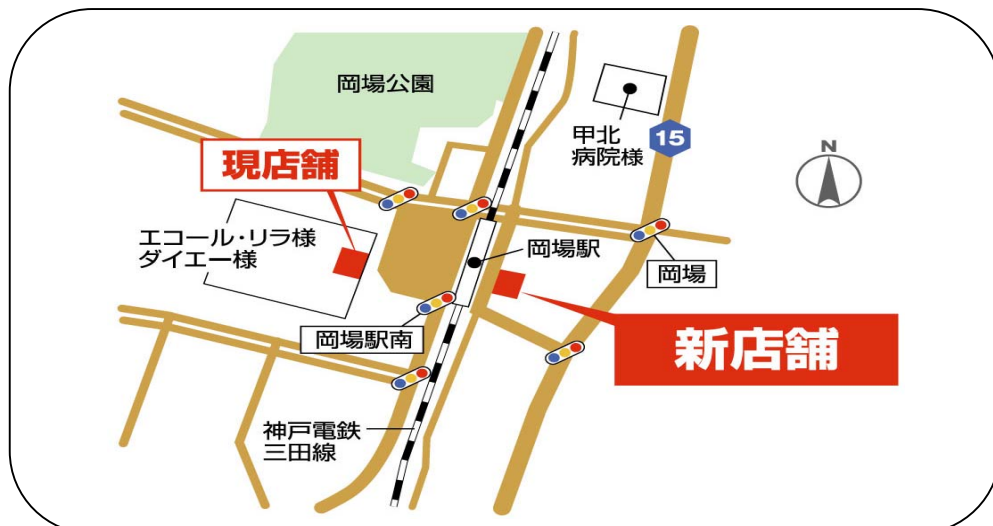 岡場公園
甲北
病院様
15
N
現店舗
エコール・リラ様
ダイエー様
岡場駅
岡場
岡場駅南
新店舗
神戸電鉄
三田線